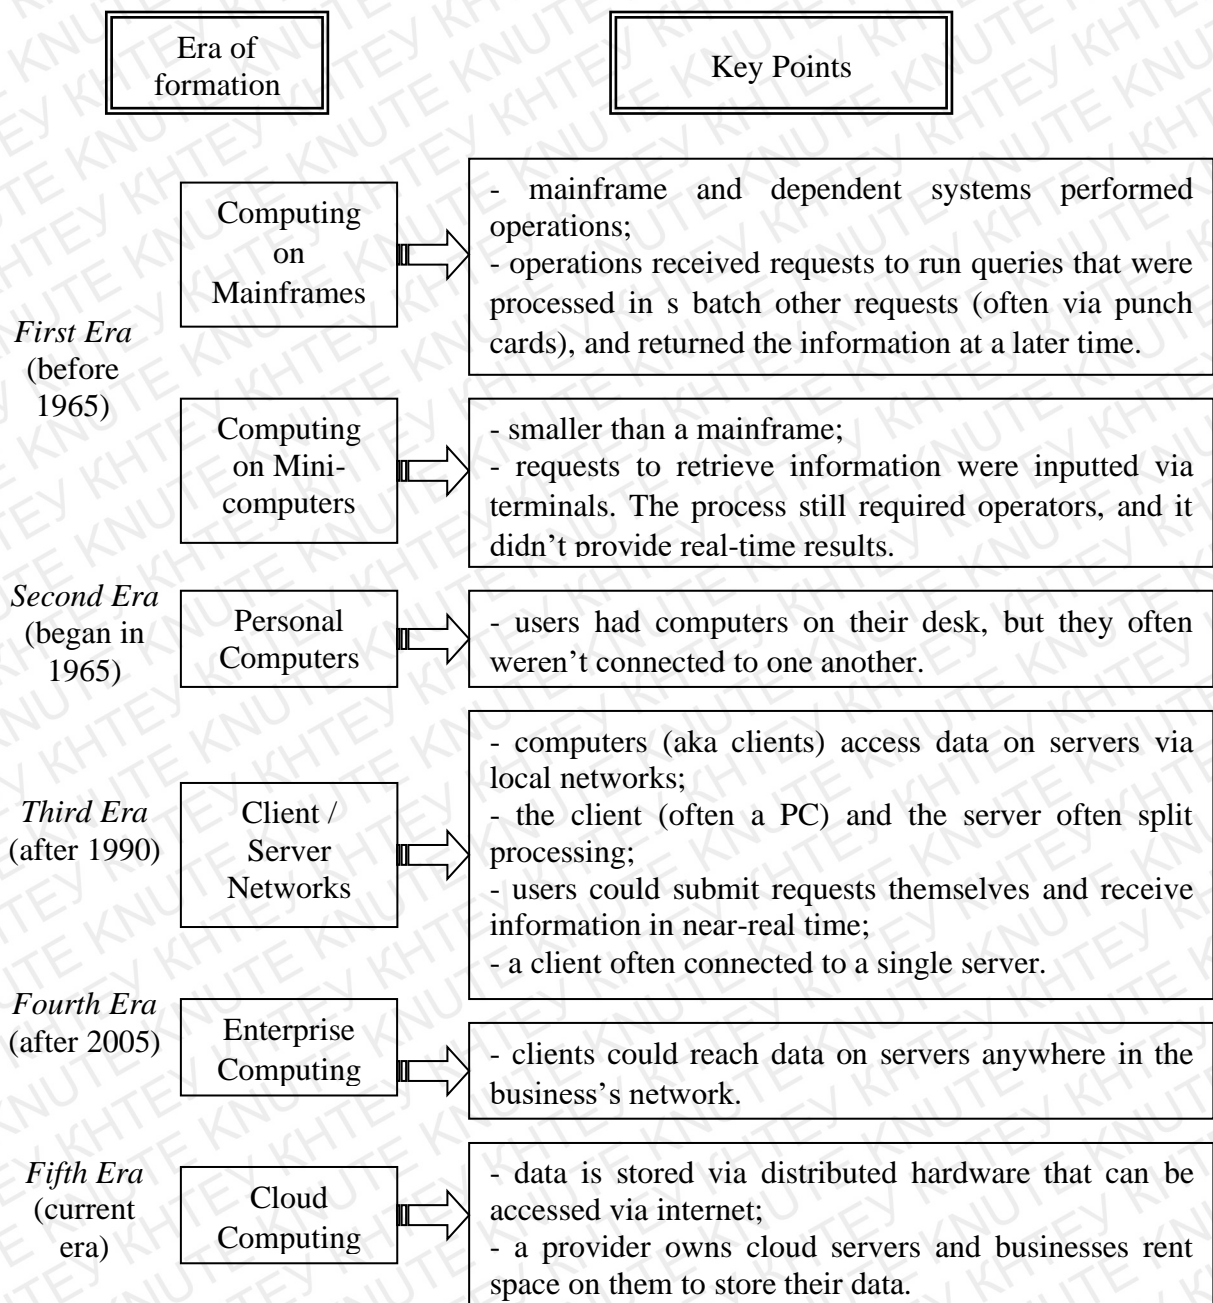 Era of
formation
Key Points
First Era
(before
1965)
Computing
on
Mainframes
- mainframe and dependent systems performed
operations;
- operations received requests to run queries that were
processed in s batch other requests (often via punch
cards), and returned the information at a later time.
Computing
on Mini-
computers
- smaller than a mainframe;
- requests to retrieve information were inputted via
terminals. The process still required operators, and it
didn't provide real-time results.
Second Era
(began in
1965)
Personal
Computers
- users had computers on their desk, but they often
weren't connected to one another.
Third Era
(after 1990)
Client /
Server
Networks
- computers (aka clients) access data on servers via
local networks;
- the client (often a PC) and the server often split
processing;
- users could submit requests themselves and receive
information in near-real time;
- a client often connected to a single server.
Fourth Era
(after 2005)
Enterprise
Computing
- clients could reach data on servers anywhere in the
business's network.
Fifth Era
(current
era)
Cloud
Computing
- data is stored via distributed hardware that can be
accessed via internet;
- a provider owns cloud servers and businesses rent
space on them to store their data.